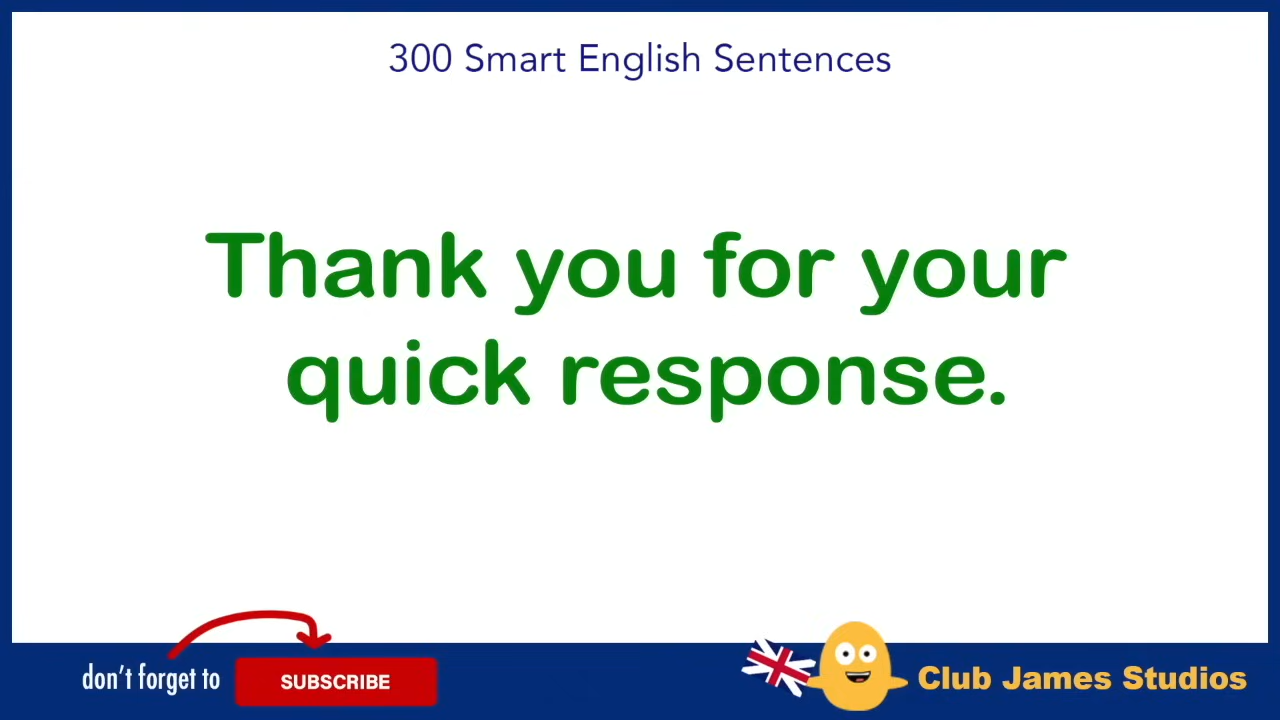 300 Smart English Sentences
Thank you for your
quick response.
don't forget to
SUBSCRIBE
Club James Studios